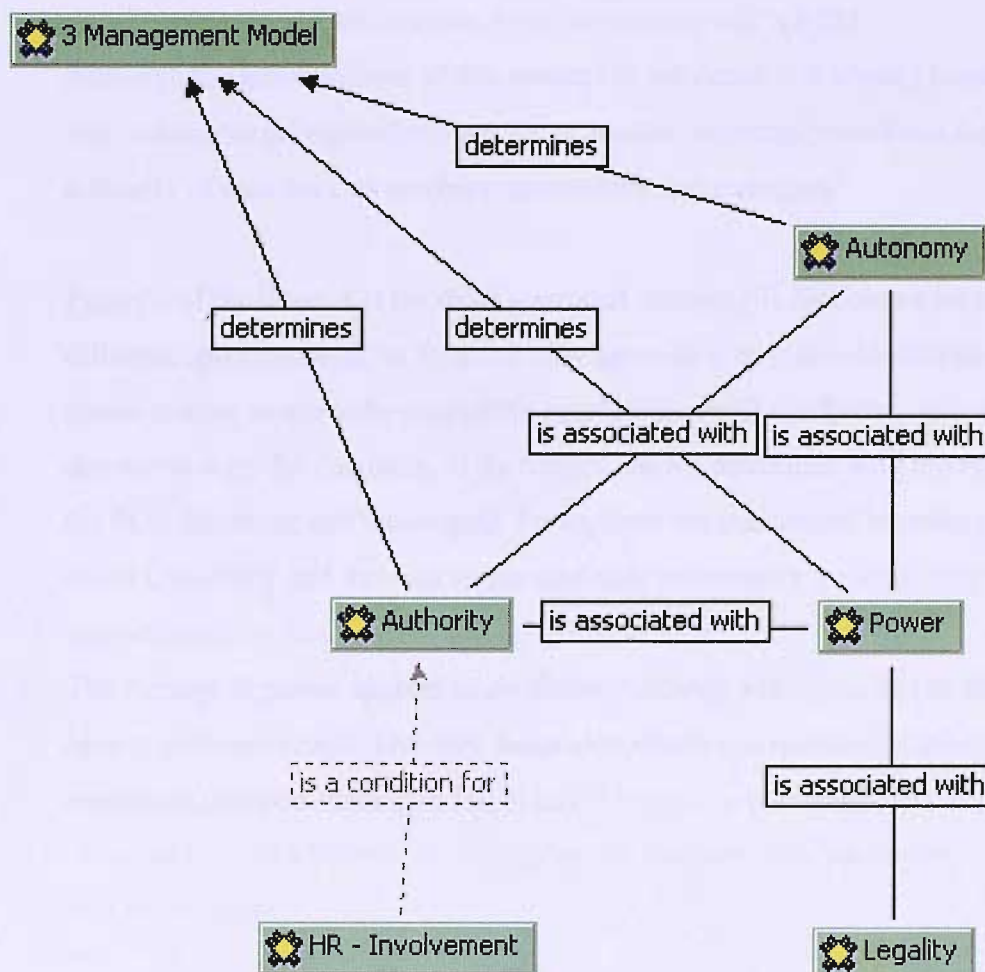 3 Management Model
determines
Autonomy
determines
determines
is associated with
is associated with
Authority
is associated with
Power
is a condition for
is associated with
HR - Involvement
Legality